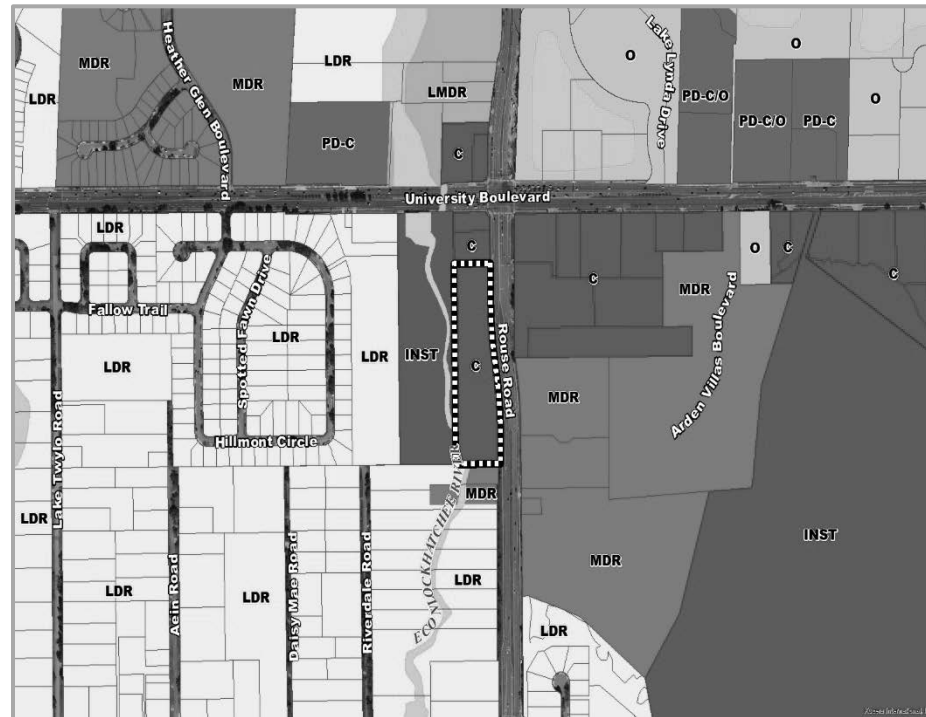 MDR
Heather Glen Boulevard
MDR
LDR
LDR
LMDR
PD-C
C
O
Lake Lynda Drive
PD-C/O
O
PD-C/O
PD-C
O
University Boulevard
LDR
Fallow Trail
Spotted Fawn Drive
LDR
LDR
LDR
Hillmont Circle
INST
C
C
Rouse Road
C
MDR
O
C
C
Arden Villas Boulevard
MDR
Lake Twylo Road
LDR
LDR
Aein Road
LDR
Daisy Mae Road
LDR
Riverdale Road
ECONLOCKHATCHEE RIVER
MDR
LDR
MDR
INST
LDR